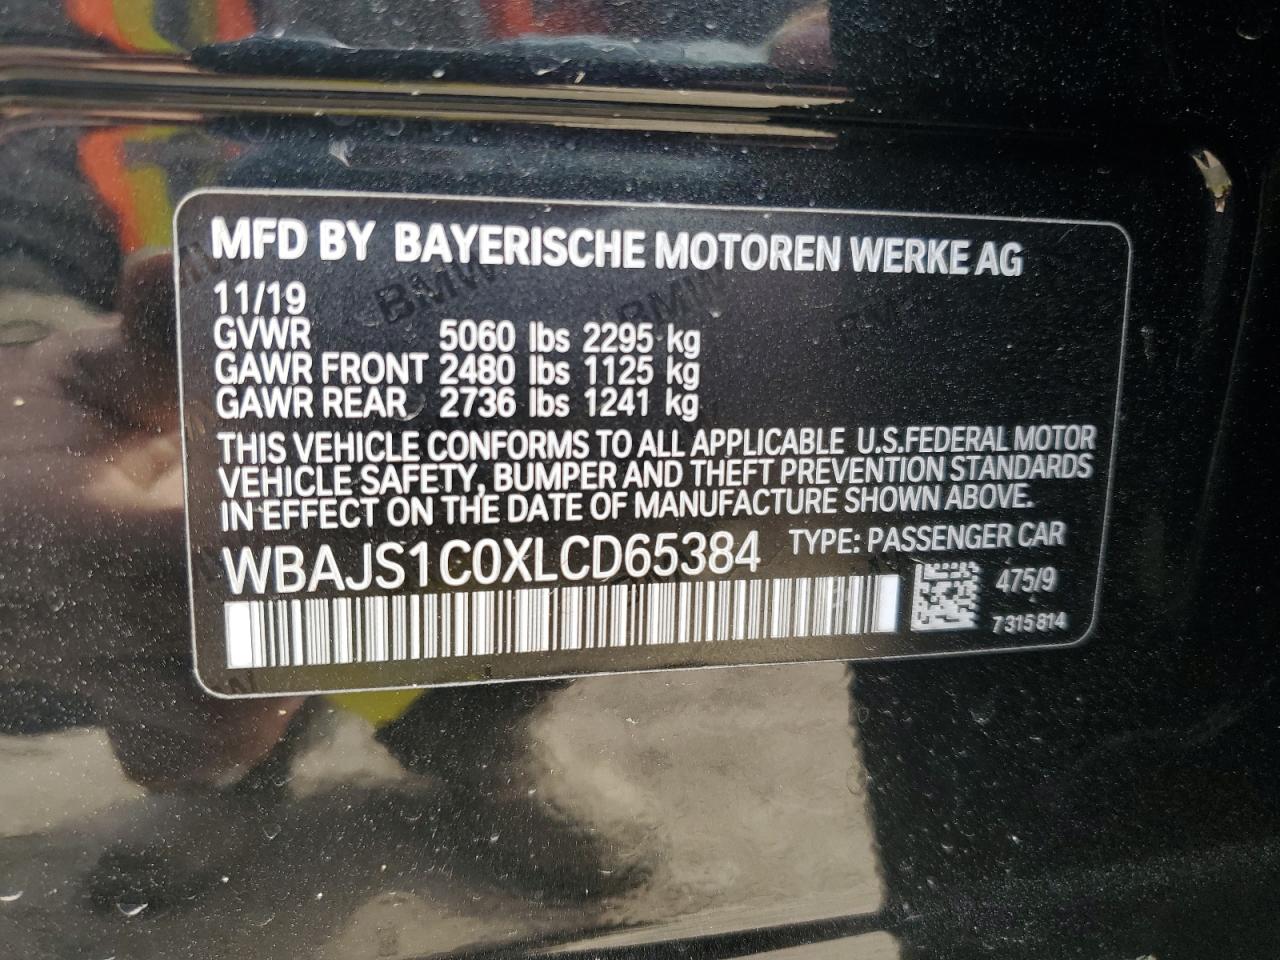 MFD BY BAYERISCHE MOTOREN WERKE AG
11/19
GVWR 5060 lbs 2295 kg
GAWR FRONT 2480 lbs 1125 kg
GAWR REAR 2736 lbs 1241 kg
THIS VEHICLE CONFORMS TO ALL APPLICABLE U.S.FEDERAL MOTOR
VEHICLE SAFETY, BUMPER AND THEFT PREVENTION STANDARDS
IN EFFECT ON THE DATE OF MANUFACTURE SHOWN ABOVE.
WBAJS1C0XLCD65384 TYPE: PASSENGER CAR
475/9
7 315 814
BMW
BMW